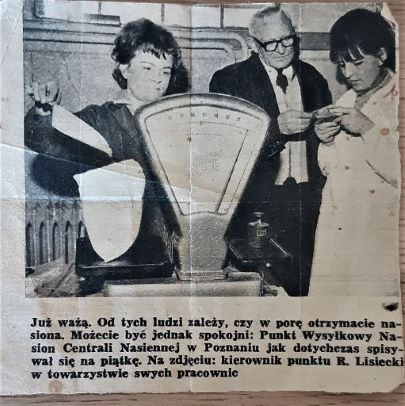 Już ważą. Od tych ludzi zależy, czy w porę otrzymacie na-
siona. Możecie być jednak spokojni: Punkt Wysyłkowy Na-
sion Centrali Nasiennej w Poznaniu jak dotychczas spisy-
wał się na piątkę. Na zdjęciu: kierownik punktu R. Lisiecki
w towarzystwie swych pracownic